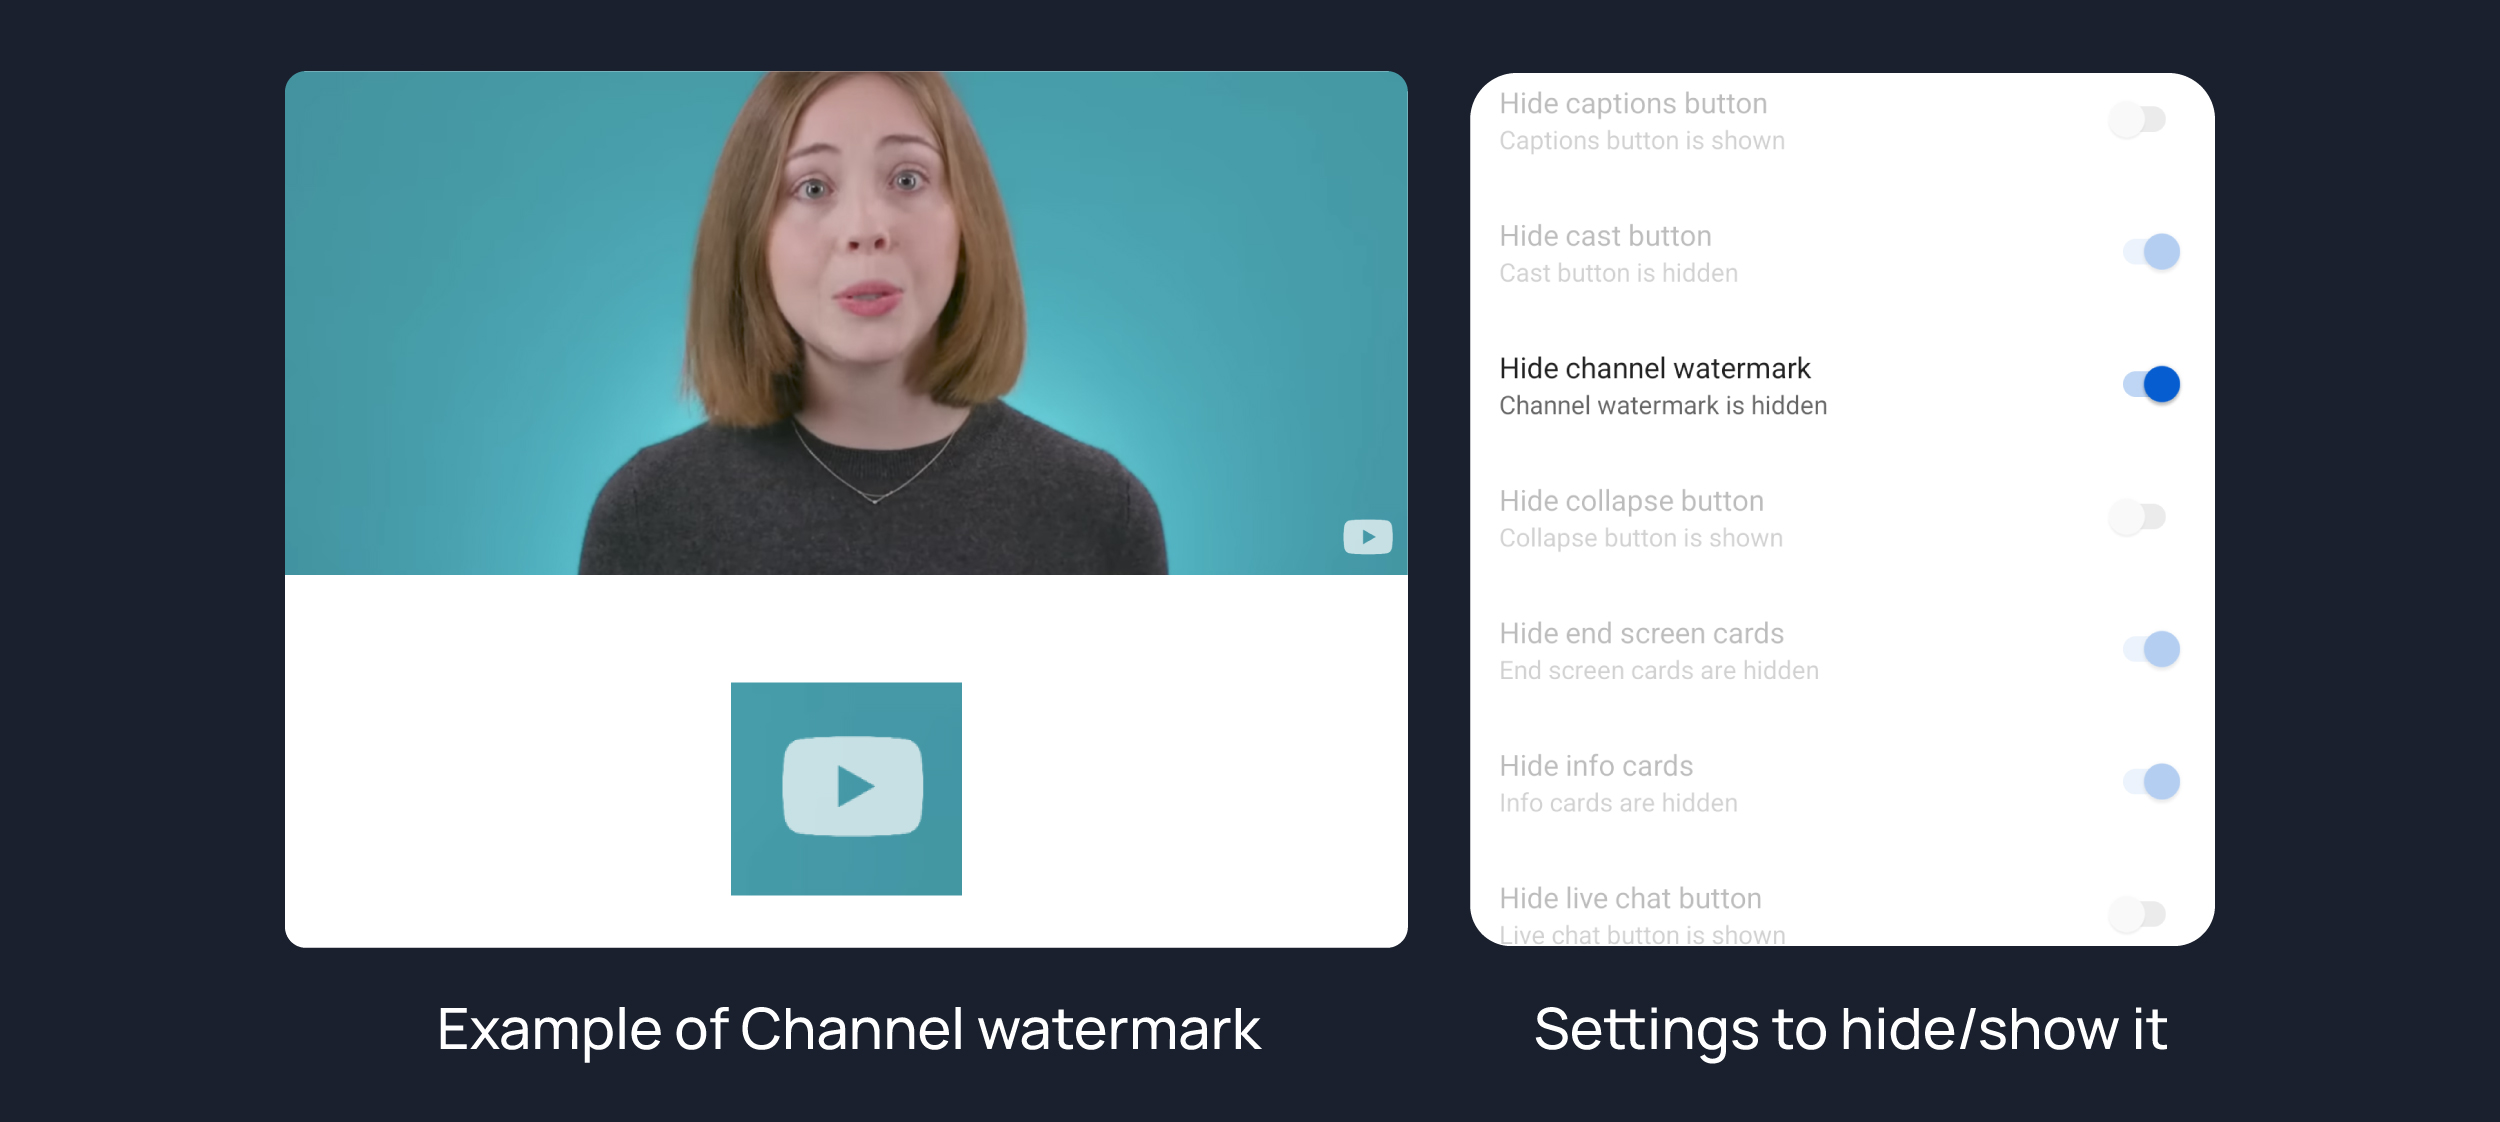 Hide captions button
Captions button is shown
Hide cast button
Cast button is hidden
Hide channel watermark
Channel watermark is hidden
Hide collapse button
Collapse button is shown
Hide end screen cards
End screen cards are hidden
Hide info cards
Info cards are hidden
Hide live chat button
Live chat button is shown
Example of Channel watermark
Settings to hide/show it